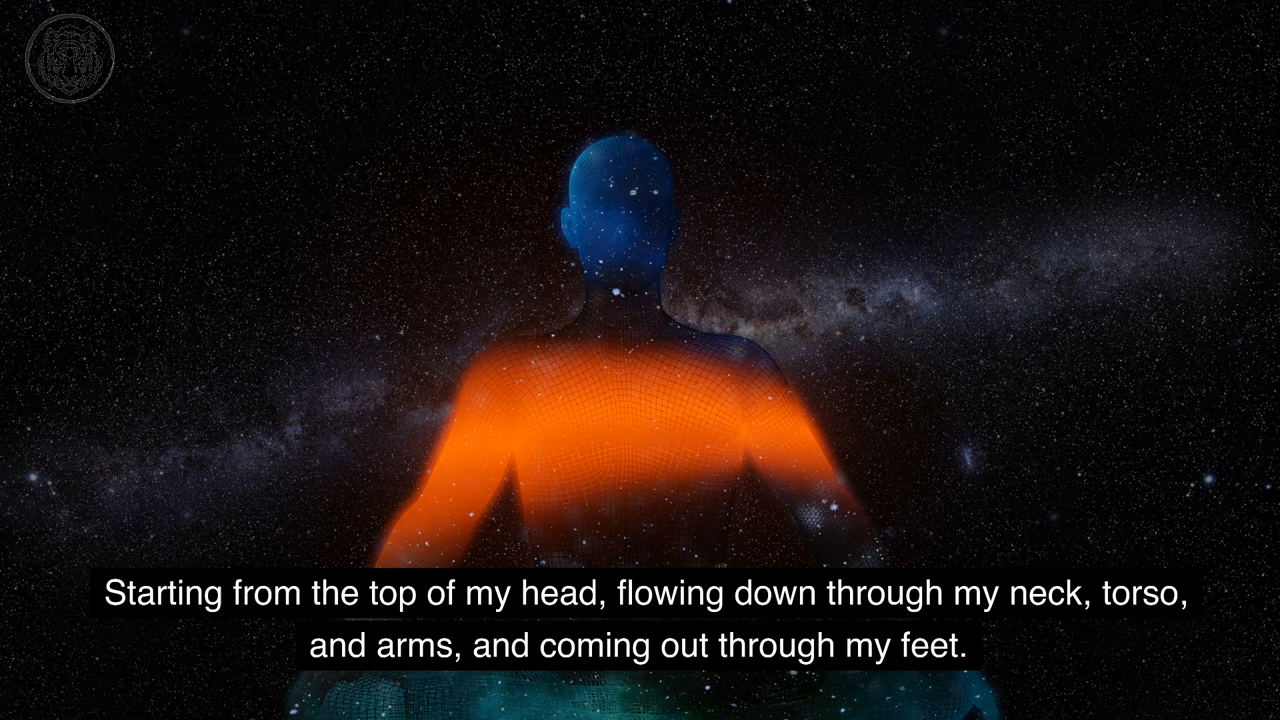 Starting from the top of my head, flowing down through my neck, torso,
and arms, and coming out through my feet.